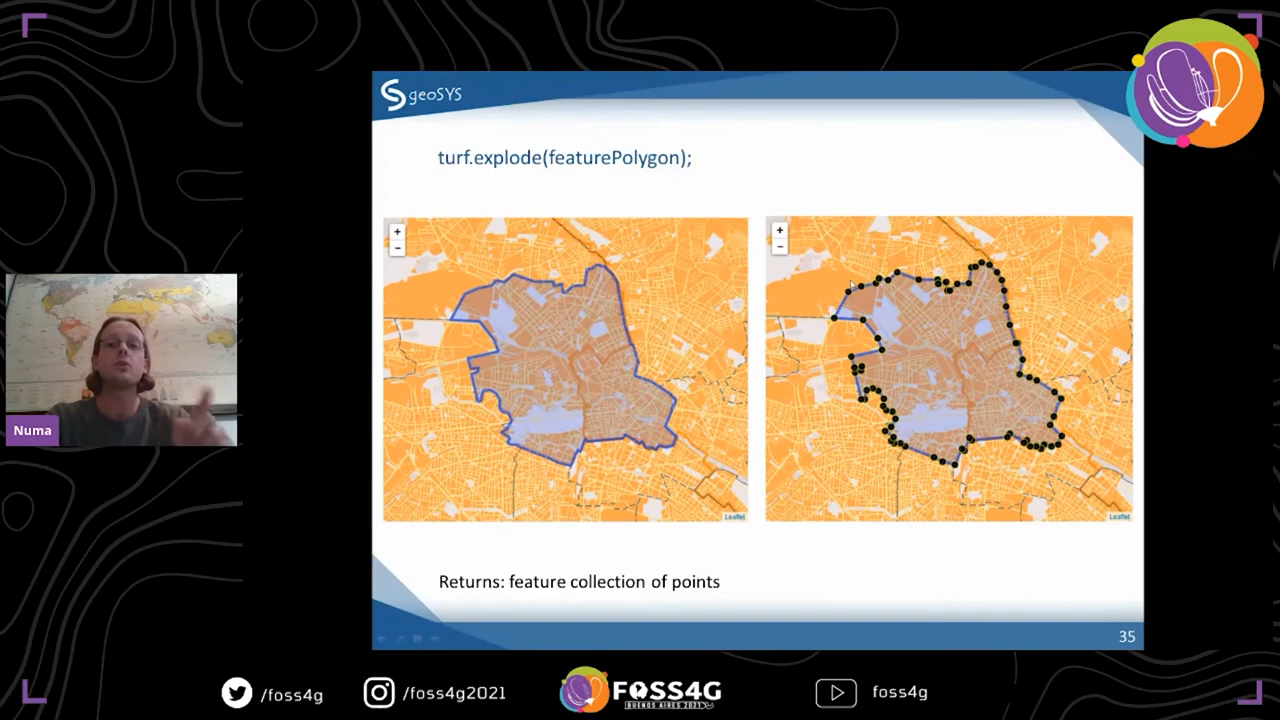 geoSYS
turf.explode(featurePolygon);
+
−
Leaflet
+
−
Leaflet
Numa
Returns: feature collection of points
35
/foss4g
/foss4g2021
FOSS4G
BUENOS AIRES 2021
foss4g